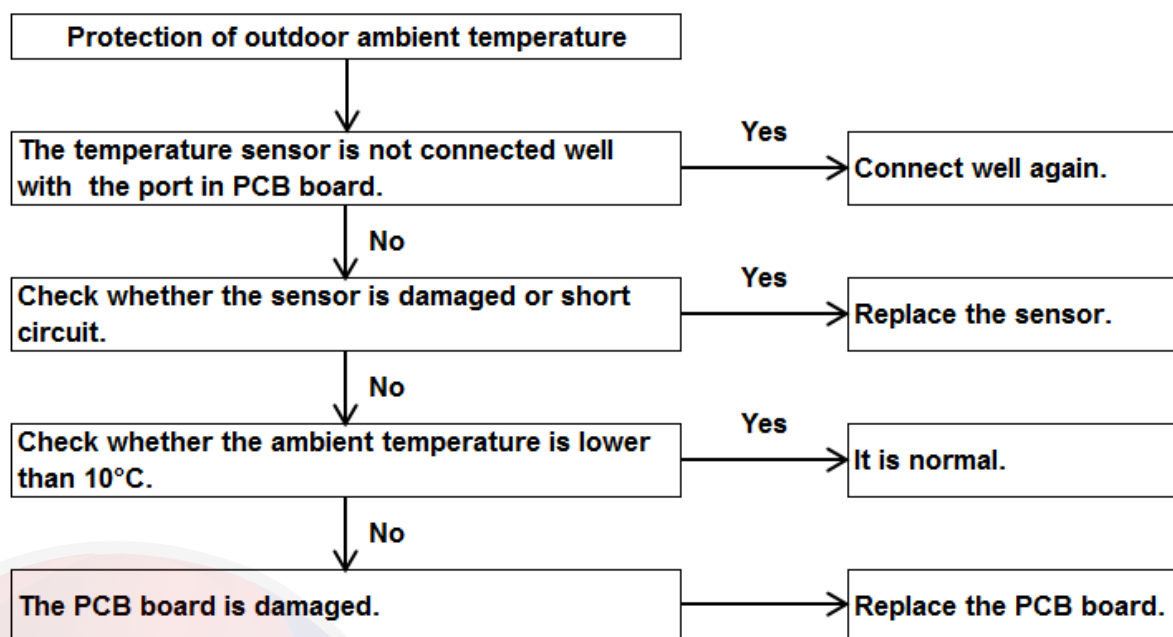 Protection of outdoor ambient temperature
Yes
The temperature sensor is not connected well
with the port in PCB board.
Connect well again.
No
Yes
Check whether the sensor is damaged or short
circuit.
Replace the sensor.
No
Yes
Check whether the ambient temperature is lower
than 10°C.
It is normal.
No
The PCB board is damaged.
Replace the PCB board.